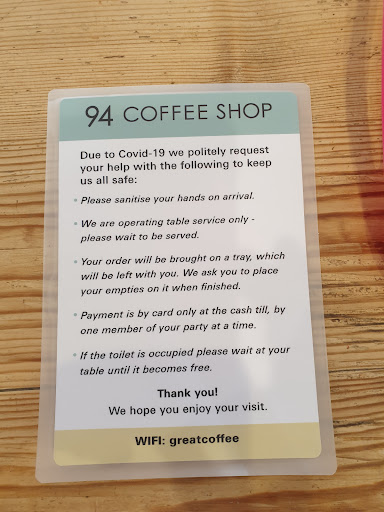 94 COFFEE SHOP
Due to Covid-19 we politely request
your help with the following to keep
us all safe:
• Please sanitise your hands on arrival.
• We are operating table service only -
please wait to be served.
• Your order will be brought on a tray, which
will be left with you. We ask you to place
your empties on it when finished.
• Payment is by card only at the cash till, by
one member of your party at a time.
• If the toilet is occupied please wait at your
table until it becomes free.
Thank you!
We hope you enjoy your visit.
WIFI: greatcoffee